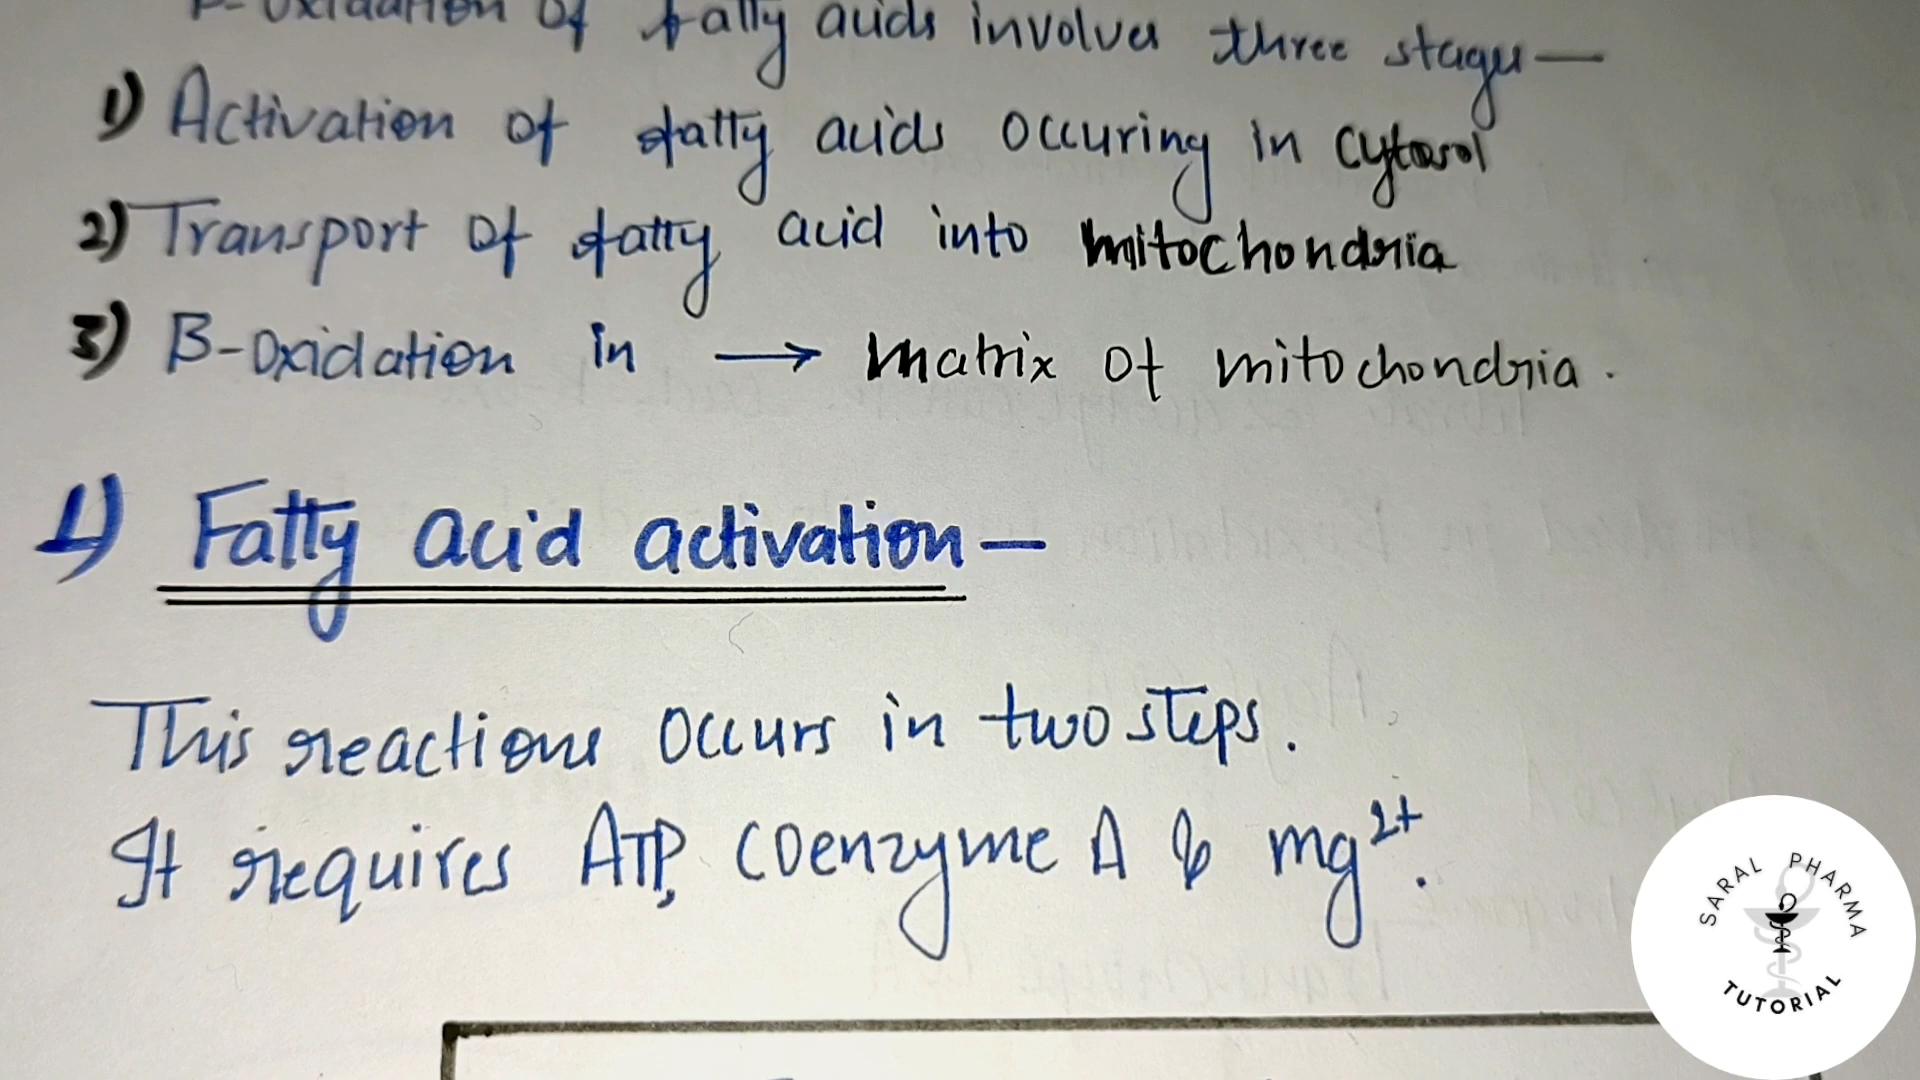 β-oxidation of fatty acids involves three stages—
1) Activation of fatty acids occuring in cytosol
2) Transport of fatty acid into mitochondria
3) β-oxidation in → matrix of mitochondria.
1) Fatty acid activation —
This reactions occurs in two steps.
It requires ATP, coenzyme A & mg²⁺.
SARAL PHARMA
TUTORIAL